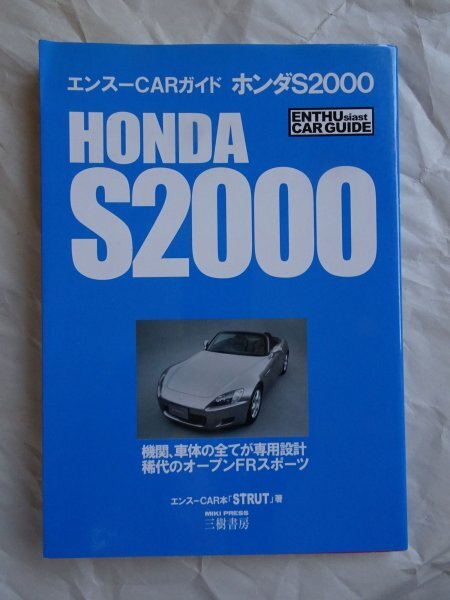 エンスーCARガイド ホンダS2000
ENTHUsiast
CAR GUIDE
HONDA
S2000
機関、車体の全てが専用設計
稀代のオープンFRスポーツ
エンスーCAR本「STRUT」著
MIKI PRESS
三樹書房